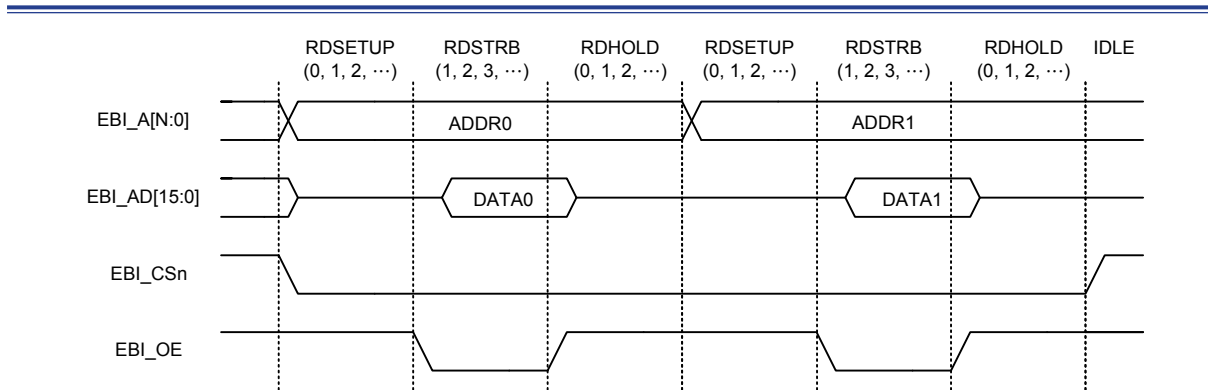 RDSETUP RDSTRB RDHOLD RDSETUP RDSTRB RDHOLD IDLE
(0, 1, 2, ⋯) (1, 2, 3, ⋯) (0, 1, 2, ⋯) (0, 1, 2, ⋯) (1, 2, 3, ⋯) (0, 1, 2, ⋯)
EBI_A[N:0] ADDR0 ADDR1
EBI_AD[15:0] DATA0 DATA1
EBI_CSn
EBI_OE